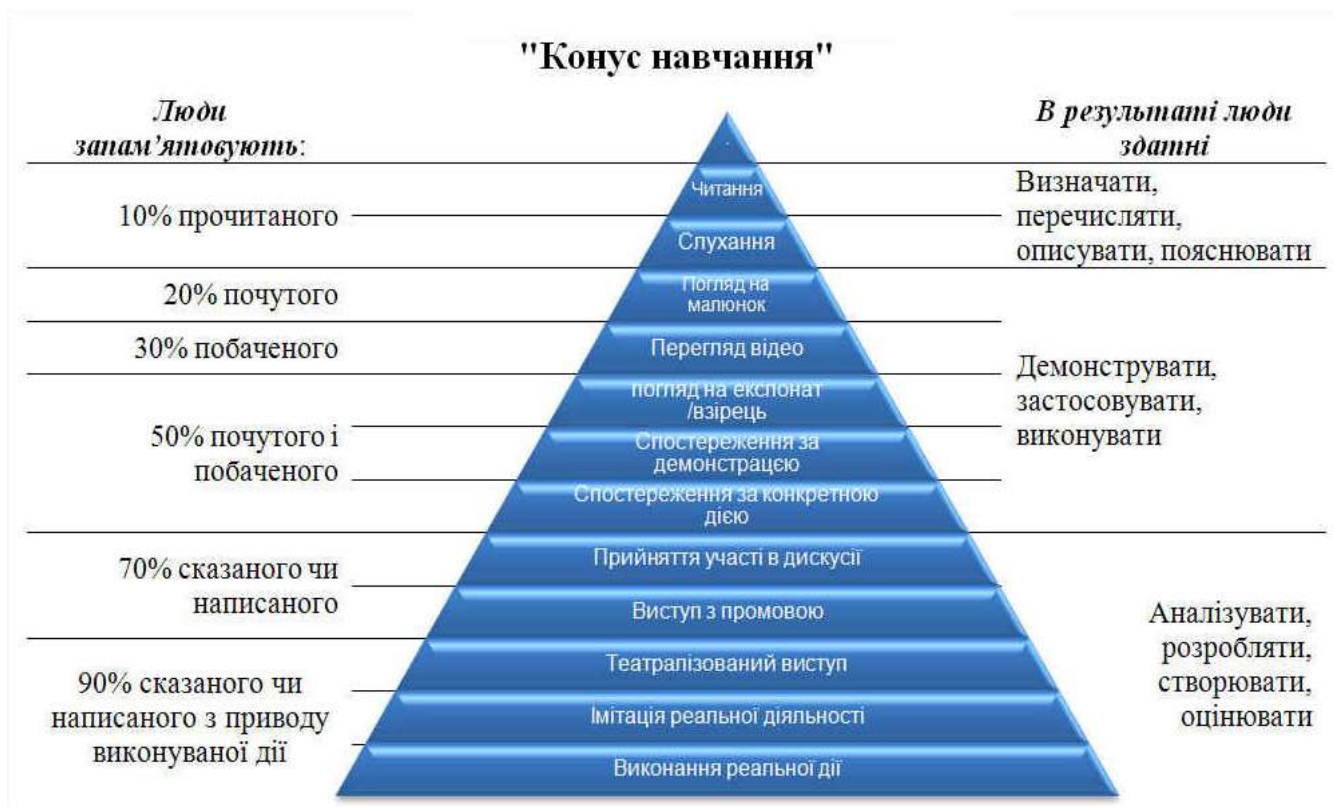 "Конус навчання"
Люди
запам’ятовують:
10% прочитаного
20% почутого
30% побаченого
50% почутого і
побаченого
70% сказаного чи
написаного
90% сказаного чи
написаного з приводу
виконуваної дії
Читання
Слухання
Погляд на
малюнок
Перегляд відео
погляд на експонат
/взірець
Спостереження за
демонстрацією
Спостереження за конкретною
дією
Прийняття участі в дискусії
Виступ з промовою
Театралізований виступ
Імітація реальної діяльності
Виконання реальної дії
В результаті люди
здатні
Визначати,
перечисляти,
описувати, пояснювати
Демонструвати,
застосовувати,
виконувати
Аналізувати,
розробляти,
створювати,
оцінювати